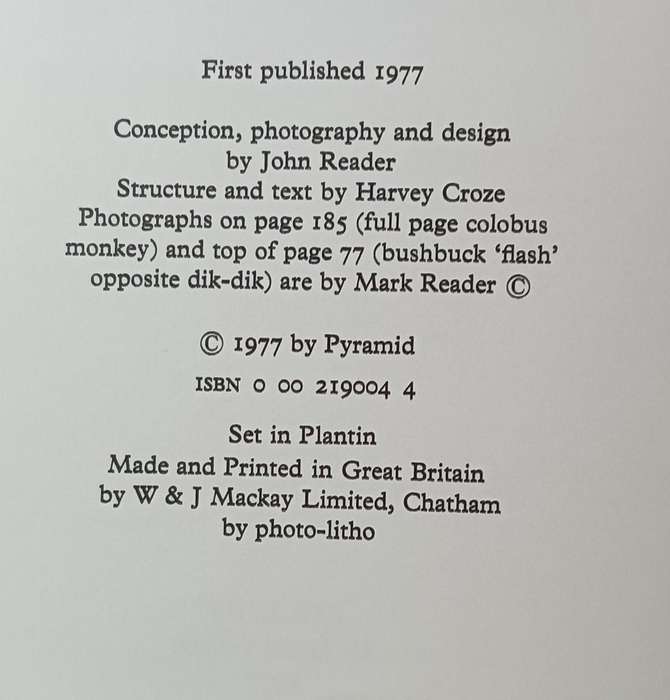 First published 1977
Conception, photography and design
by John Reader
Structure and text by Harvey Croze
Photographs on page 185 (full page colobus
monkey) and top of page 77 (bushbuck ‘flash’
opposite dik-dik) are by Mark Reader ©
© 1977 by Pyramid
ISBN 0 00 219004 4
Set in Plantin
Made and Printed in Great Britain
by W & J Mackay Limited, Chatham
by photo-litho